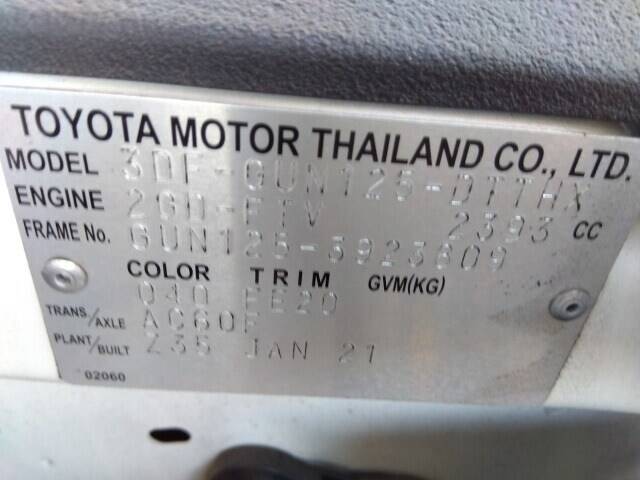 TOYOTA MOTOR THAILAND CO., LTD.
MODEL 3DF-GUN125-DTTHX
ENGINE 2GD-FTV 2393 CC
FRAME No. GUN125-3923609
COLOR TRIM GVM(KG)
040 FE20
TRANS/AXLE AC60F
PLANT/BUILT Z35 JAN 21
02060